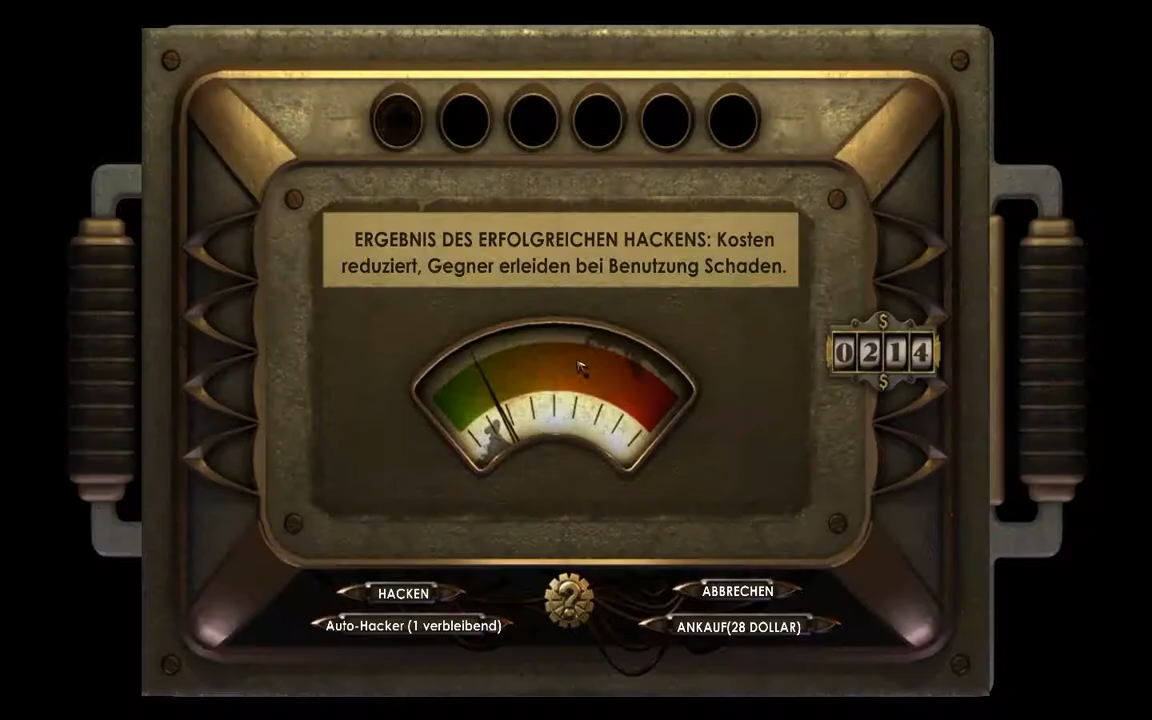 ERGEBNIS DES ERFOLGREICHEN HACKENS: Kosten
reduziert, Gegner erleiden bei Benutzung Schaden.
$
0214
$
HACKEN
?
ABBRECHEN
Auto-Hacker (1 verbleibend)
ANKAUF(28 DOLLAR)